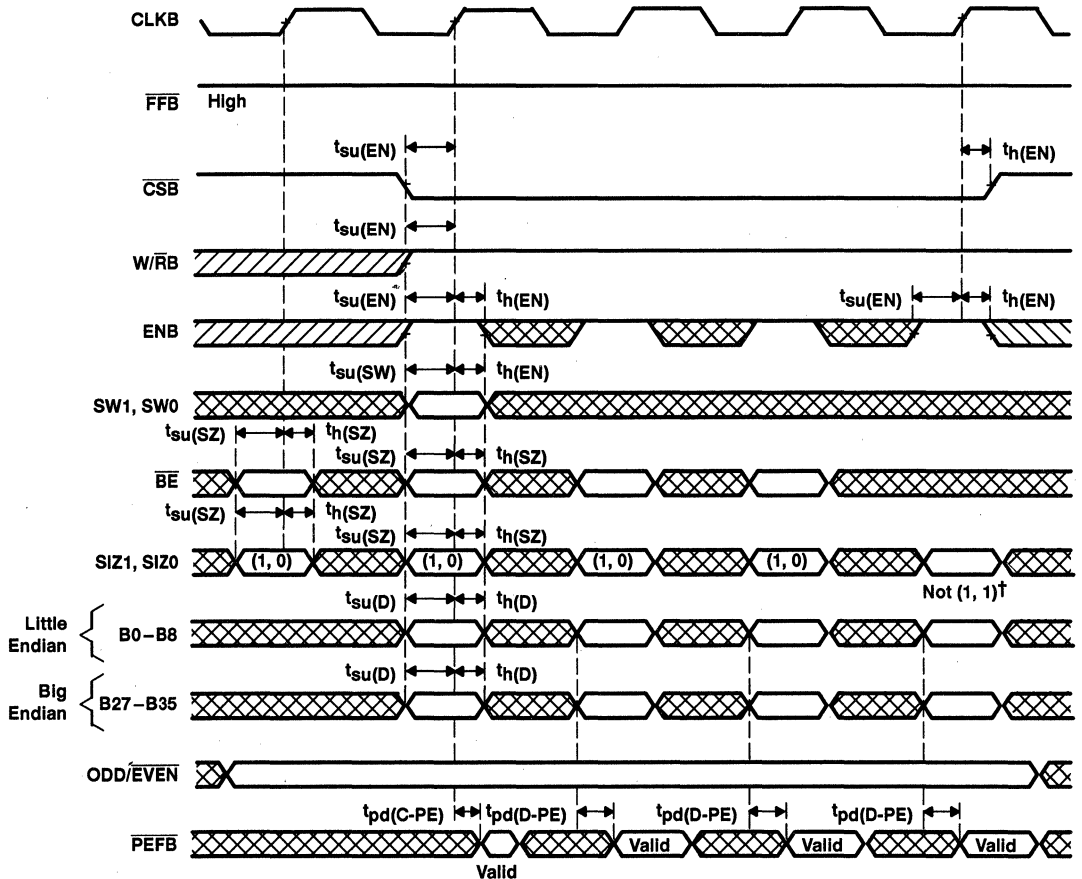 CLKB
FFB High
tsu(EN) th(EN)
CSB
tsu(EN)
W/RB
tsu(EN) th(EN) tsu(EN) th(EN)
ENB
tsu(SW) th(EN)
SW1, SW0
tsu(SZ) th(SZ)
tsu(SZ) th(SZ)
BE
tsu(SZ) th(SZ)
tsu(SZ) th(SZ)
SIZ1, SIZ0 (1, 0) (1, 0) (1, 0) (1, 0)
Not (1, 1)†
tsu(D) th(D)
Little
Endian
B0–B8
tsu(D) th(D)
Big
Endian
B27–B35
ODD/EVEN
tpd(C-PE) tpd(D-PE) tpd(D-PE) tpd(D-PE)
PEFB Valid Valid Valid
Valid